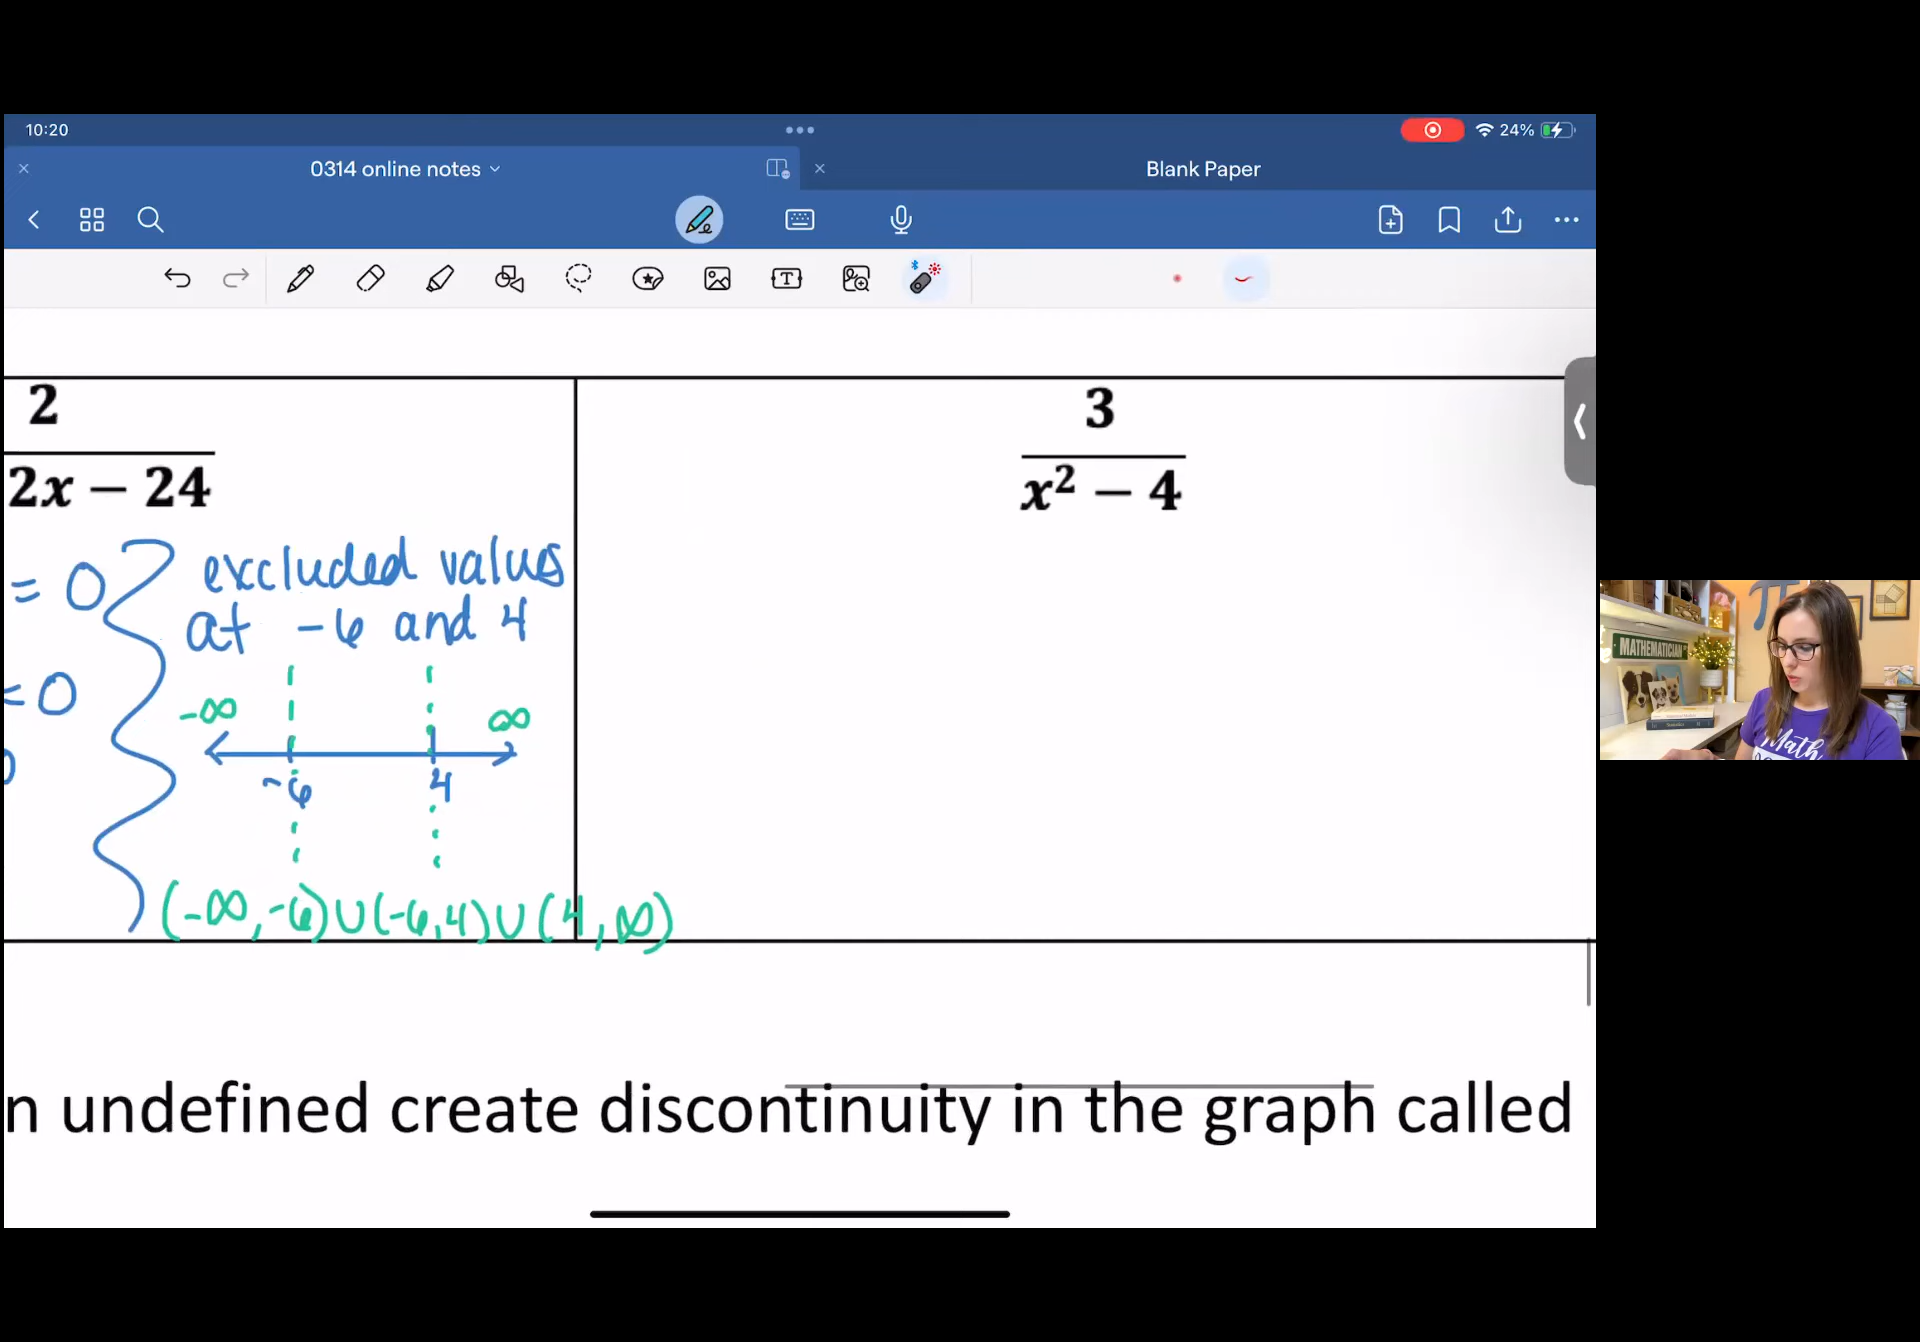 10:20
24%
0314 online notes
Blank Paper
2
2x − 24
3
x² − 4
= 0
excluded values
at -6 and 4
= 0
-∞
∞
-6
4
(-∞,-6)∪(-6,4)∪(4,∞)
n undefined create discontinuity in the graph called
MATHEMATICIAN
Math